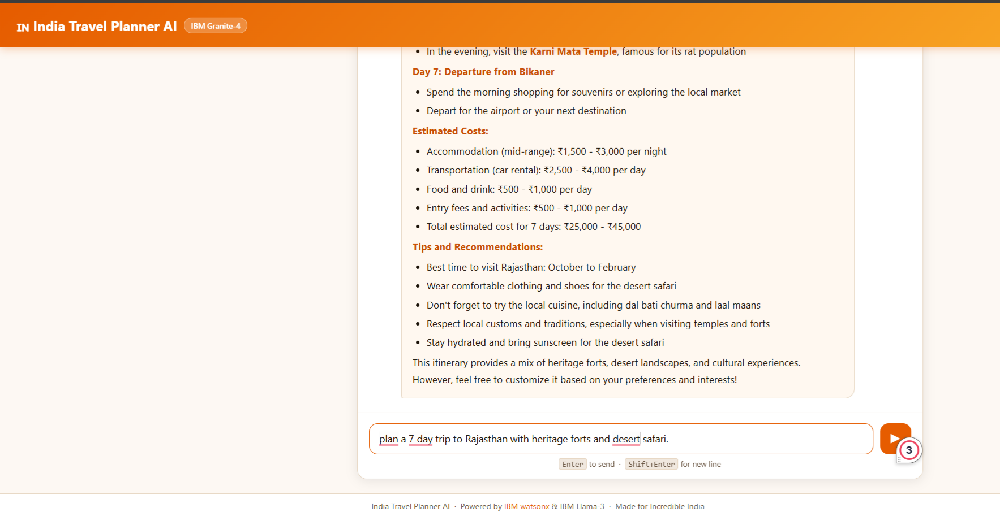 IN India Travel Planner AI IBM Granite-4
• In the evening, visit the Karni Mata Temple, famous for its rat population
Day 7: Departure from Bikaner
• Spend the morning shopping for souvenirs or exploring the local market
• Depart for the airport or your next destination
Estimated Costs:
• Accommodation (mid-range): ₹1,500 - ₹3,000 per night
• Transportation (car rental): ₹2,500 - ₹4,000 per day
• Food and drink: ₹500 - ₹1,000 per day
• Entry fees and activities: ₹500 - ₹1,000 per day
• Total estimated cost for 7 days: ₹25,000 - ₹45,000
Tips and Recommendations:
• Best time to visit Rajasthan: October to February
• Wear comfortable clothing and shoes for the desert safari
• Don't forget to try the local cuisine, including dal bati churma and laal maans
• Respect local customs and traditions, especially when visiting temples and forts
• Stay hydrated and bring sunscreen for the desert safari
This itinerary provides a mix of heritage forts, desert landscapes, and cultural experiences.
However, feel free to customize it based on your preferences and interests!
plan a 7 day trip to Rajasthan with heritage forts and desert safari.
3
Enter to send · Shift+Enter for new line
India Travel Planner AI · Powered by IBM watsonx & IBM Llama-3 · Made for Incredible India